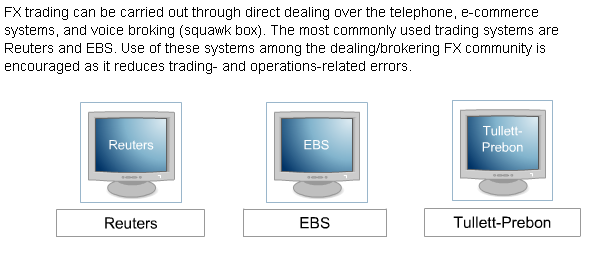 FX trading can be carried out through direct dealing over the telephone, e-commerce
systems, and voice broking (squawk box). The most commonly used trading systems are
Reuters and EBS. Use of these systems among the dealing/brokering FX community is
encouraged as it reduces trading- and operations-related errors.
Reuters
EBS
Tullett-
Prebon
Reuters
EBS
Tullett-Prebon